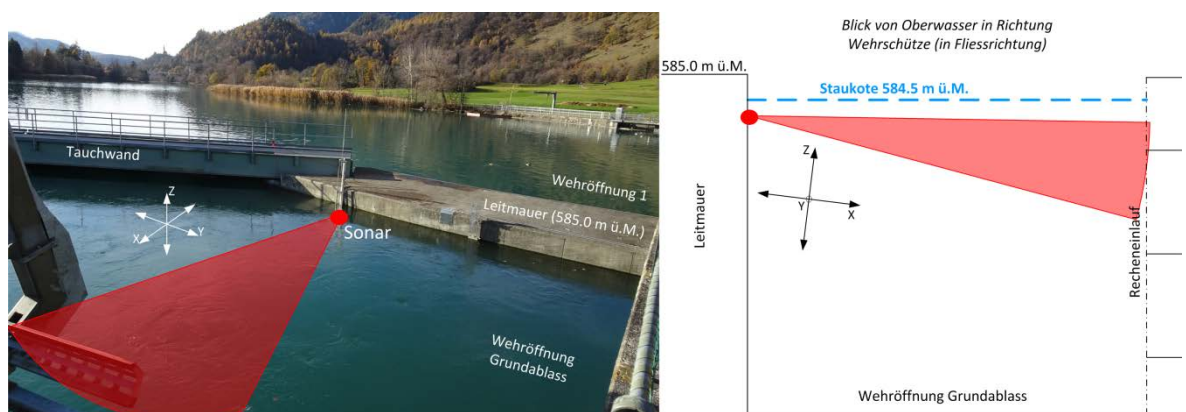 Tauchwand
Z
X
Y
Sonar
Wehröffnung 1
Leitmauer (585.0 m ü.M.)
Wehröffnung
Grundablass
Blick von Oberwasser in Richtung
Wehrschütze (in Fliessrichtung)
585.0 m ü.M.
Staukote 584.5 m ü.M.
Z
Y
X
Leitmauer
Recheneinlauf
Wehröffnung Grundablass